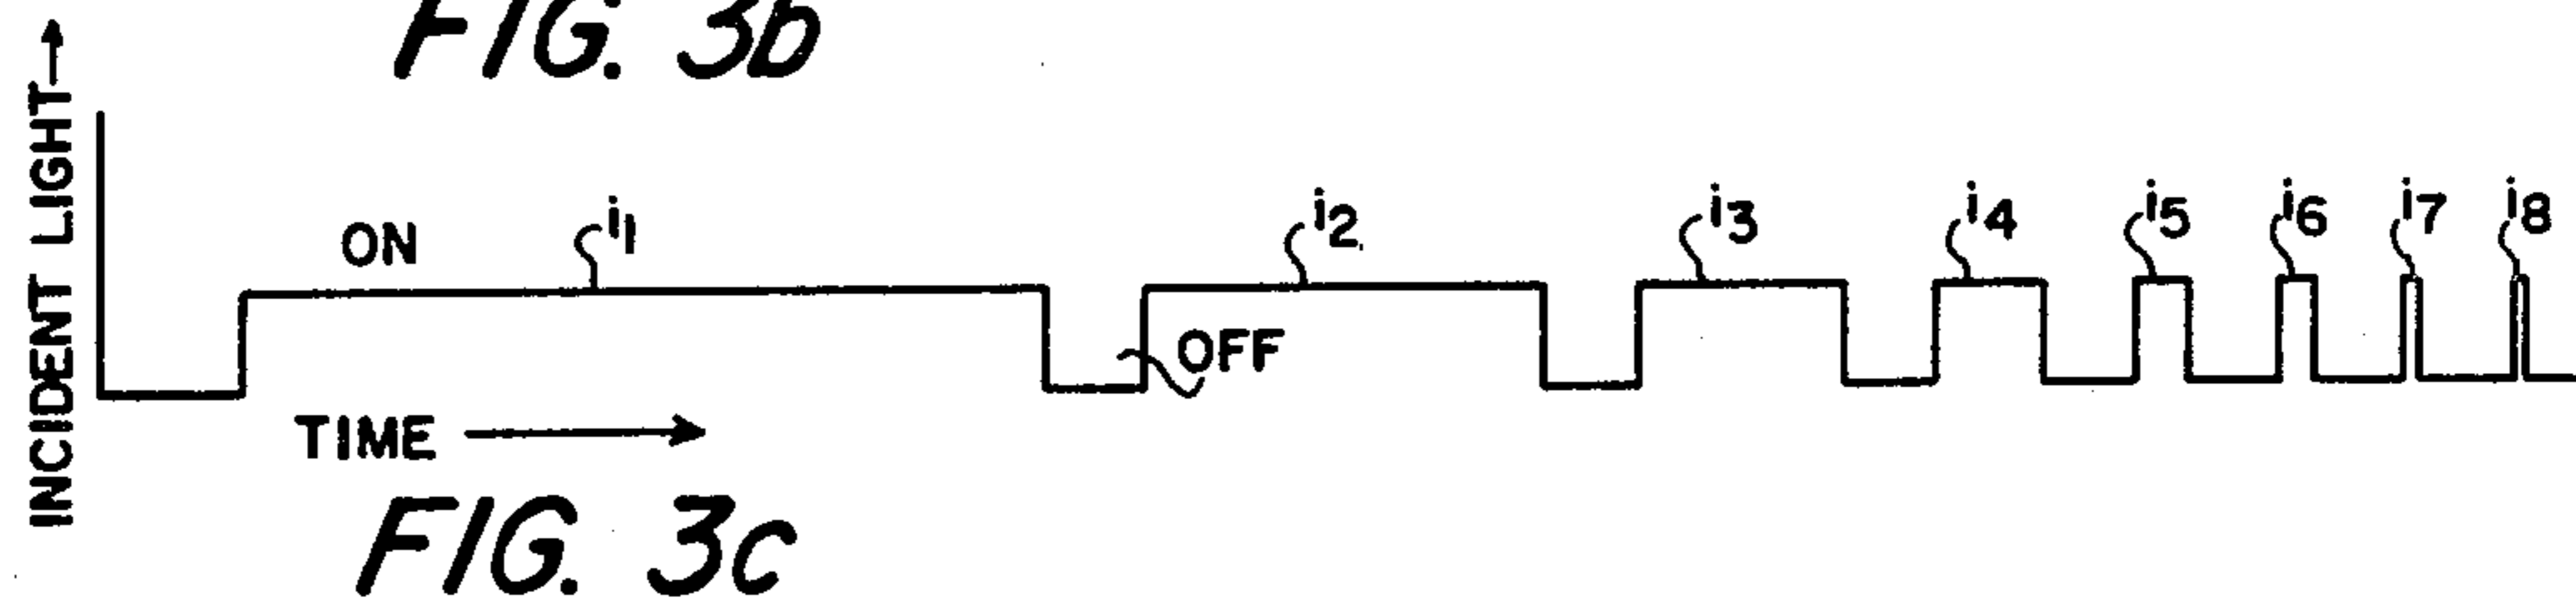 FIG. 3b
INCIDENT LIGHT→
ON
i1
i2
i3
i4
i5
i6
i7
i8
OFF
TIME →
FIG. 3c